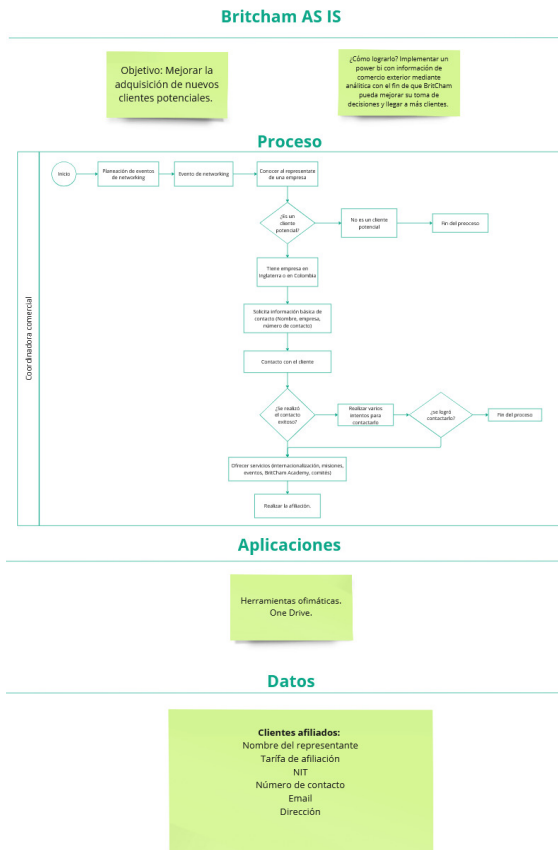 Britcham AS IS
Objetivo: Mejorar la
adquisición de nuevos
clientes potenciales.
¿Cómo lograrlo? Implementar un
power bi con información de
comercio exterior mediante
análitica con el fin de que BritCham
pueda mejorar su toma de
decisiones y llegar a más clientes.
Proceso
Coordinadora comercial
Inicio
Planeación de eventos
de networking
Evento de networking
Conocer al representate
de una empresa
¿Es un
cliente
potencial?
No es un cliente
potencial
Fin del preoceso
Tiene empresa en
Inglaterra o en Colombia
Solicita información básica de
contacto (Nombre, empresa,
número de contacto)
Contacto con el cliente
¿Se realizó
el contacto
exitoso?
Realizar varios
intentos para
contactarlo
¿se logró
contactarlo?
Fin del proceso
Ofrecer servicios (Internacionalización, misiones,
eventos, BritCham Academy, comités)
Realizar la afiliación.
Aplicaciones
Herramientas ofimáticas.
One Drive.
Datos
Clientes afiliados:
Nombre del representante
Tarífa de afiliación
NIT
Número de contacto
Email
Dirección